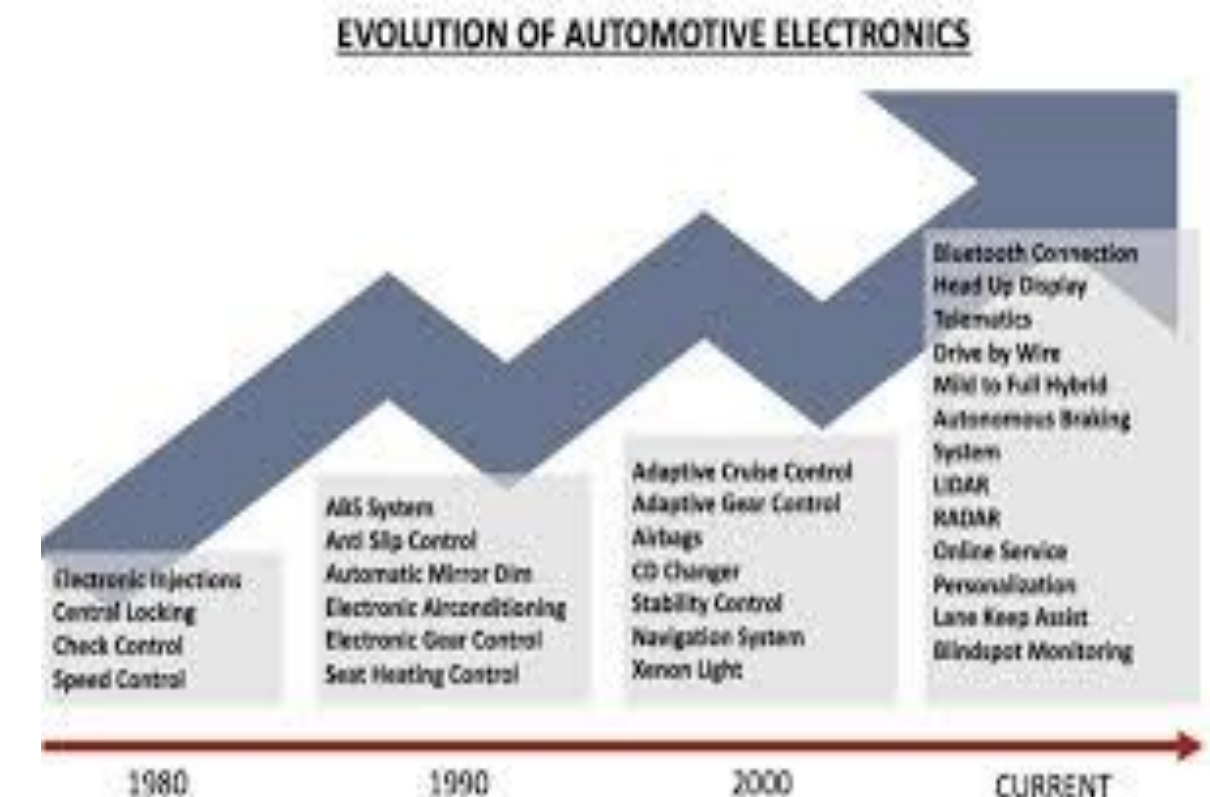 EVOLUTION OF AUTOMOTIVE ELECTRONICS
Electronic Injections
Central Locking
Check Control
Speed Control
ABS System
Anti Slip Control
Automatic Mirror Dim
Electronic Airconditioning
Electronic Gear Control
Seat Heating Control
Adaptive Cruise Control
Adaptive Gear Control
Airbags
CD Changer
Stability Control
Navigation System
Xenon Light
Bluetooth Connection
Head Up Display
Telematics
Drive by Wire
Mild to Full Hybrid
Autonomous Braking
System
LIDAR
RADAR
Online Service
Personalization
Lane Keep Assist
Blindspot Monitoring
1980
1990
2000
CURRENT